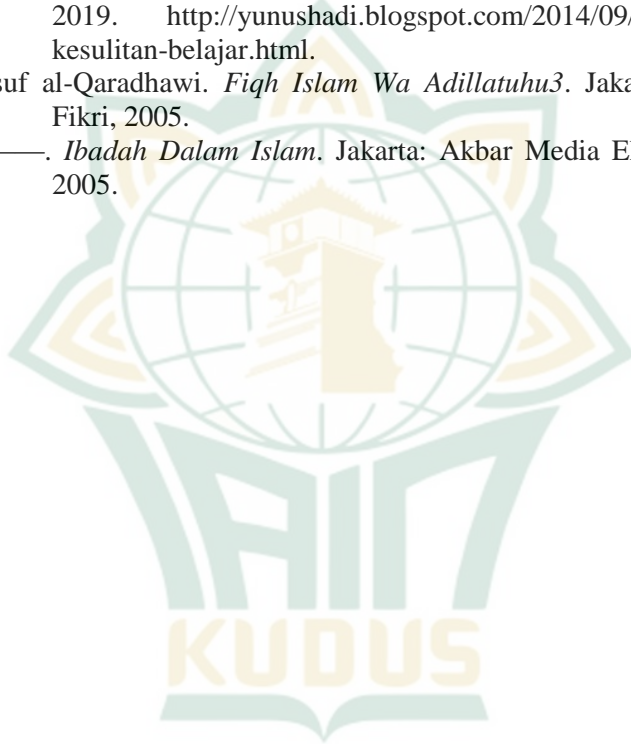 2019. http://yunushadi.blogspot.com/2014/09/
kesulitan-belajar.html.
suf al-Qaradhawi. Fiqh Islam Wa Adillatuhu3. Jaka
Fikri, 2005.
———. Ibadah Dalam Islam. Jakarta: Akbar Media E
2005.
IAIN
KUDUS